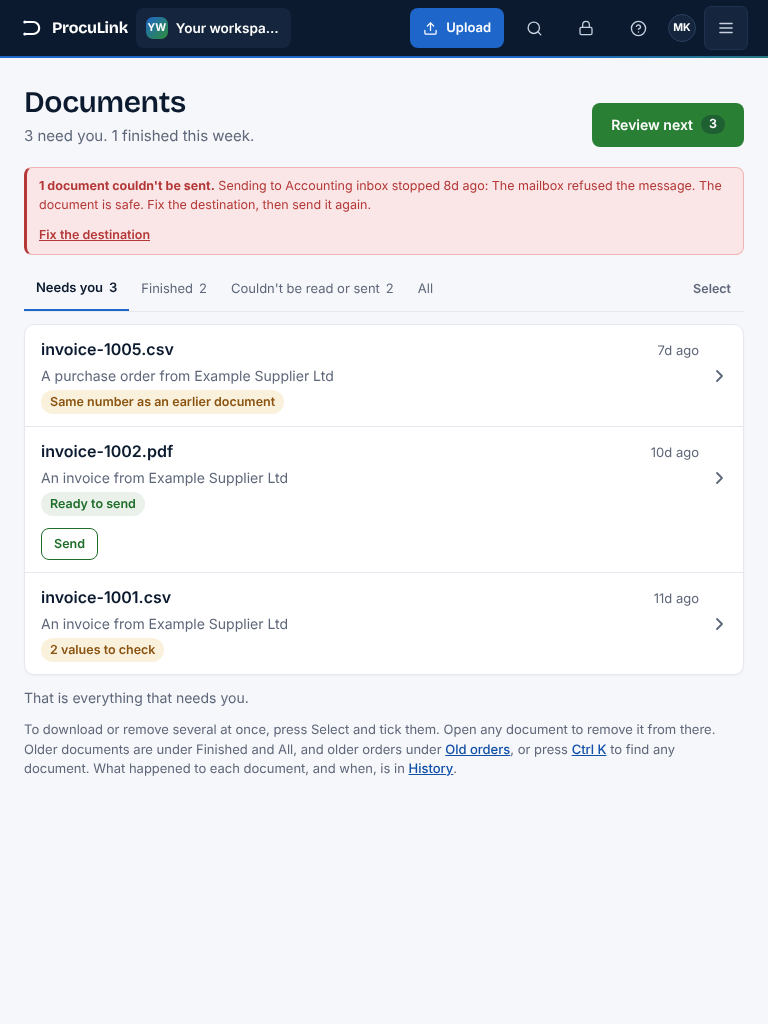 ProcuLink
YW Your workspa...
Upload
MK
Documents
3 need you. 1 finished this week.
Review next 3
1 document couldn't be sent. Sending to Accounting inbox stopped 8d ago: The mailbox refused the message. The
document is safe. Fix the destination, then send it again.
Fix the destination
Needs you 3 Finished 2 Couldn't be read or sent 2 All Select
invoice-1005.csv 7d ago
A purchase order from Example Supplier Ltd
Same number as an earlier document
invoice-1002.pdf 10d ago
An invoice from Example Supplier Ltd
Ready to send
Send
invoice-1001.csv 11d ago
An invoice from Example Supplier Ltd
2 values to check
That is everything that needs you.
To download or remove several at once, press Select and tick them. Open any document to remove it from there.
Older documents are under Finished and All, and older orders under Old orders, or press Ctrl K to find any
document. What happened to each document, and when, is in History.